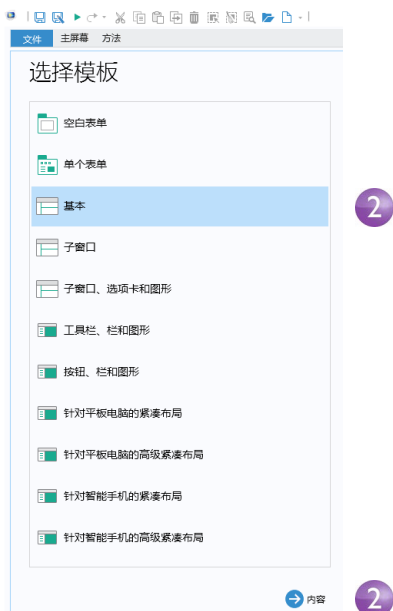 文件 主屏幕 方法
选择模板
空白表单
单个表单
基本
2
子窗口
子窗口、选项卡和图形
工具栏、栏和图形
按钮、栏和图形
针对平板电脑的紧凑布局
针对平板电脑的高级紧凑布局
针对智能手机的紧凑布局
针对智能手机的高级紧凑布局
内容 2